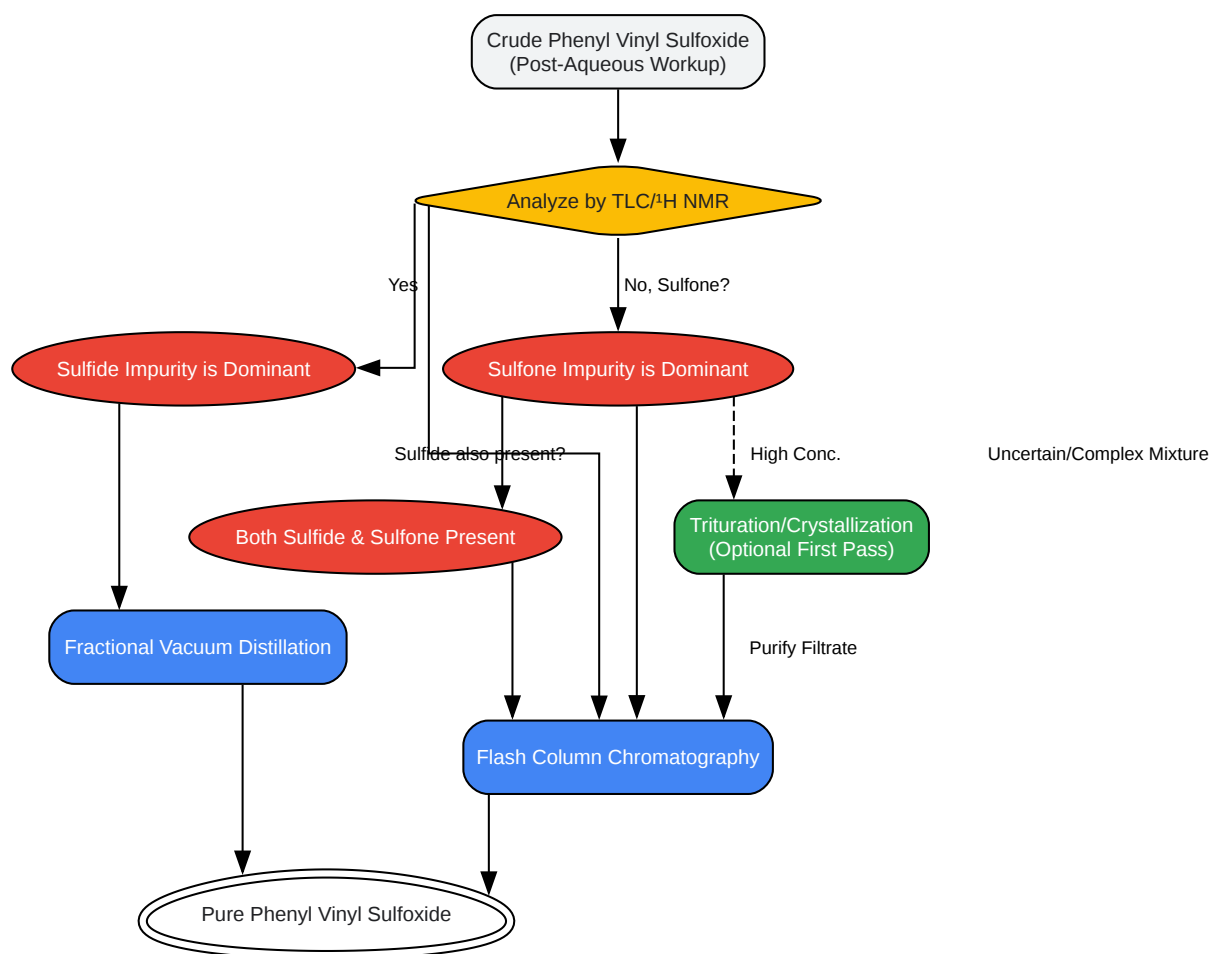 Crude Phenyl Vinyl Sulfoxide
(Post-Aqueous Workup)
Analyze by TLC/¹H NMR
Yes
No, Sulfone?
Sulfide Impurity is Dominant
Sulfone Impurity is Dominant
Sulfide also present?
High Conc.
Uncertain/Complex Mixture
Both Sulfide & Sulfone Present
Trituration/Crystallization
(Optional First Pass)
Fractional Vacuum Distillation
Purify Filtrate
Flash Column Chromatography
Pure Phenyl Vinyl Sulfoxide